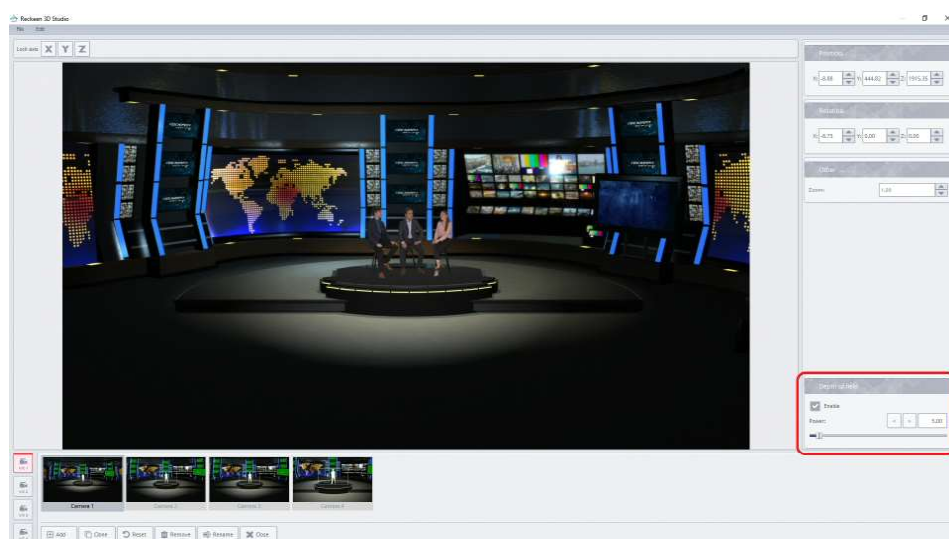 Reckeen 3D Studio
File Edit
Lock axis X Y Z
Position
X: -8.88 Y: 444.82 Z: 1915.35
Rotation
X: -8.75 Y: 0.00 Z: 0.00
Other
Zoom: 1.00
Depth of field
Enable
Power: < > 5.00
Camera 1 Camera 2 Camera 3 Camera 4
Add Clone Reset Remove Rename Close